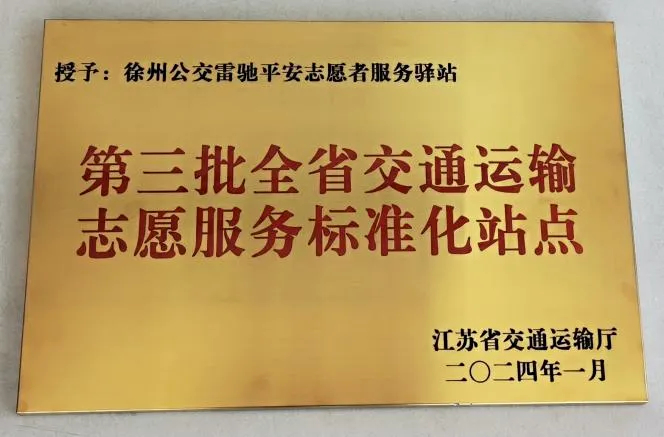 授予：徐州公交雷驰平安志愿者服务驿站
第三批全省交通运输
志愿服务标准化站点
江苏省交通运输厅
二〇二四年一月